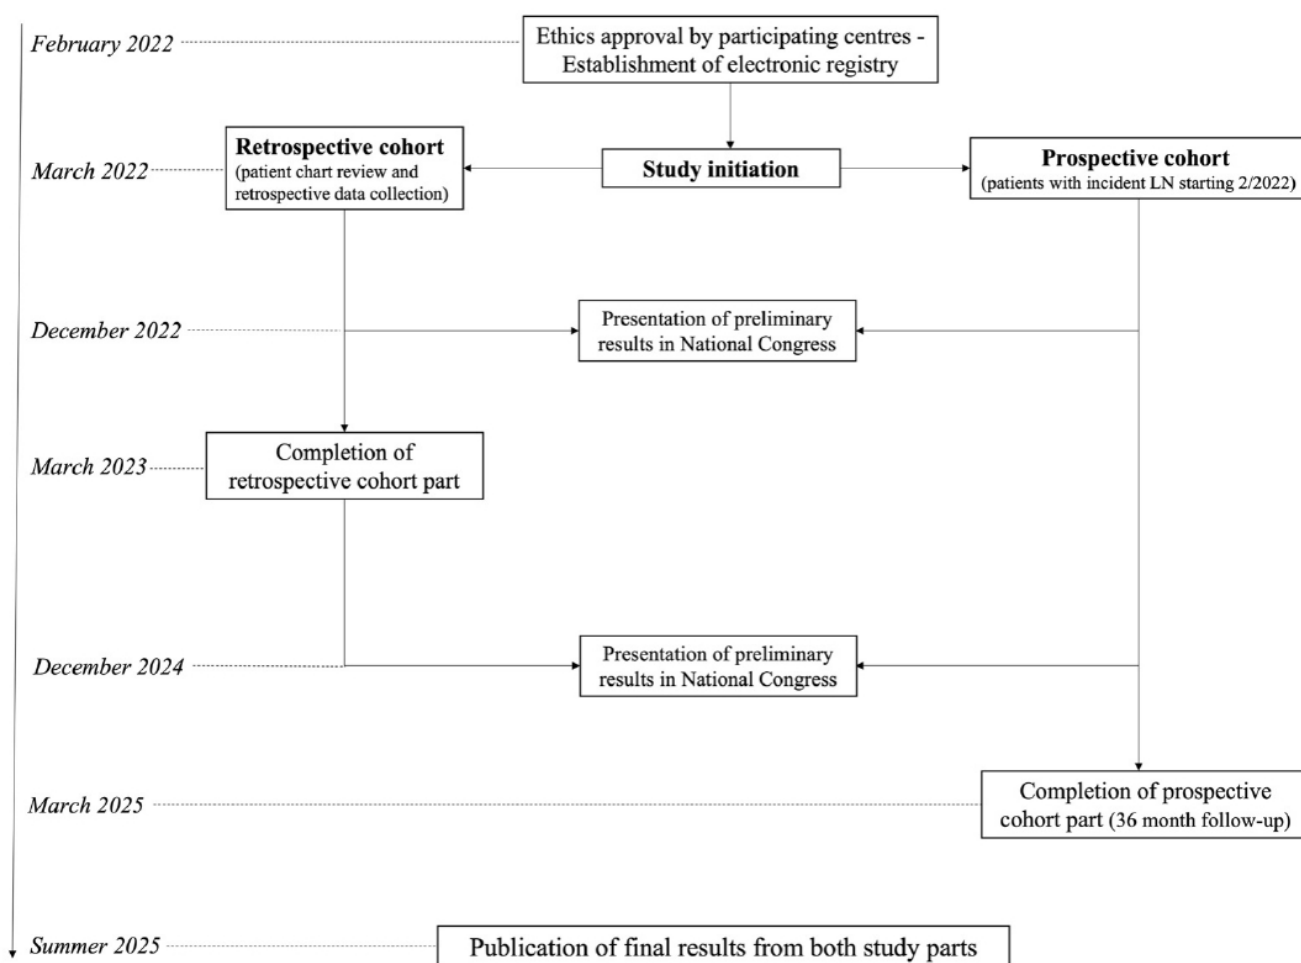 February 2022
Ethics approval by participating centres -
Establishment of electronic registry
March 2022
Retrospective cohort
(patient chart review and
retrospective data collection)
Study initiation
Prospective cohort
(patients with incident LN starting 2/2022)
December 2022
Presentation of preliminary
results in National Congress
March 2023
Completion of
retrospective cohort part
December 2024
Presentation of preliminary
results in National Congress
March 2025
Completion of prospective
cohort part (36 month follow-up)
Summer 2025
Publication of final results from both study parts